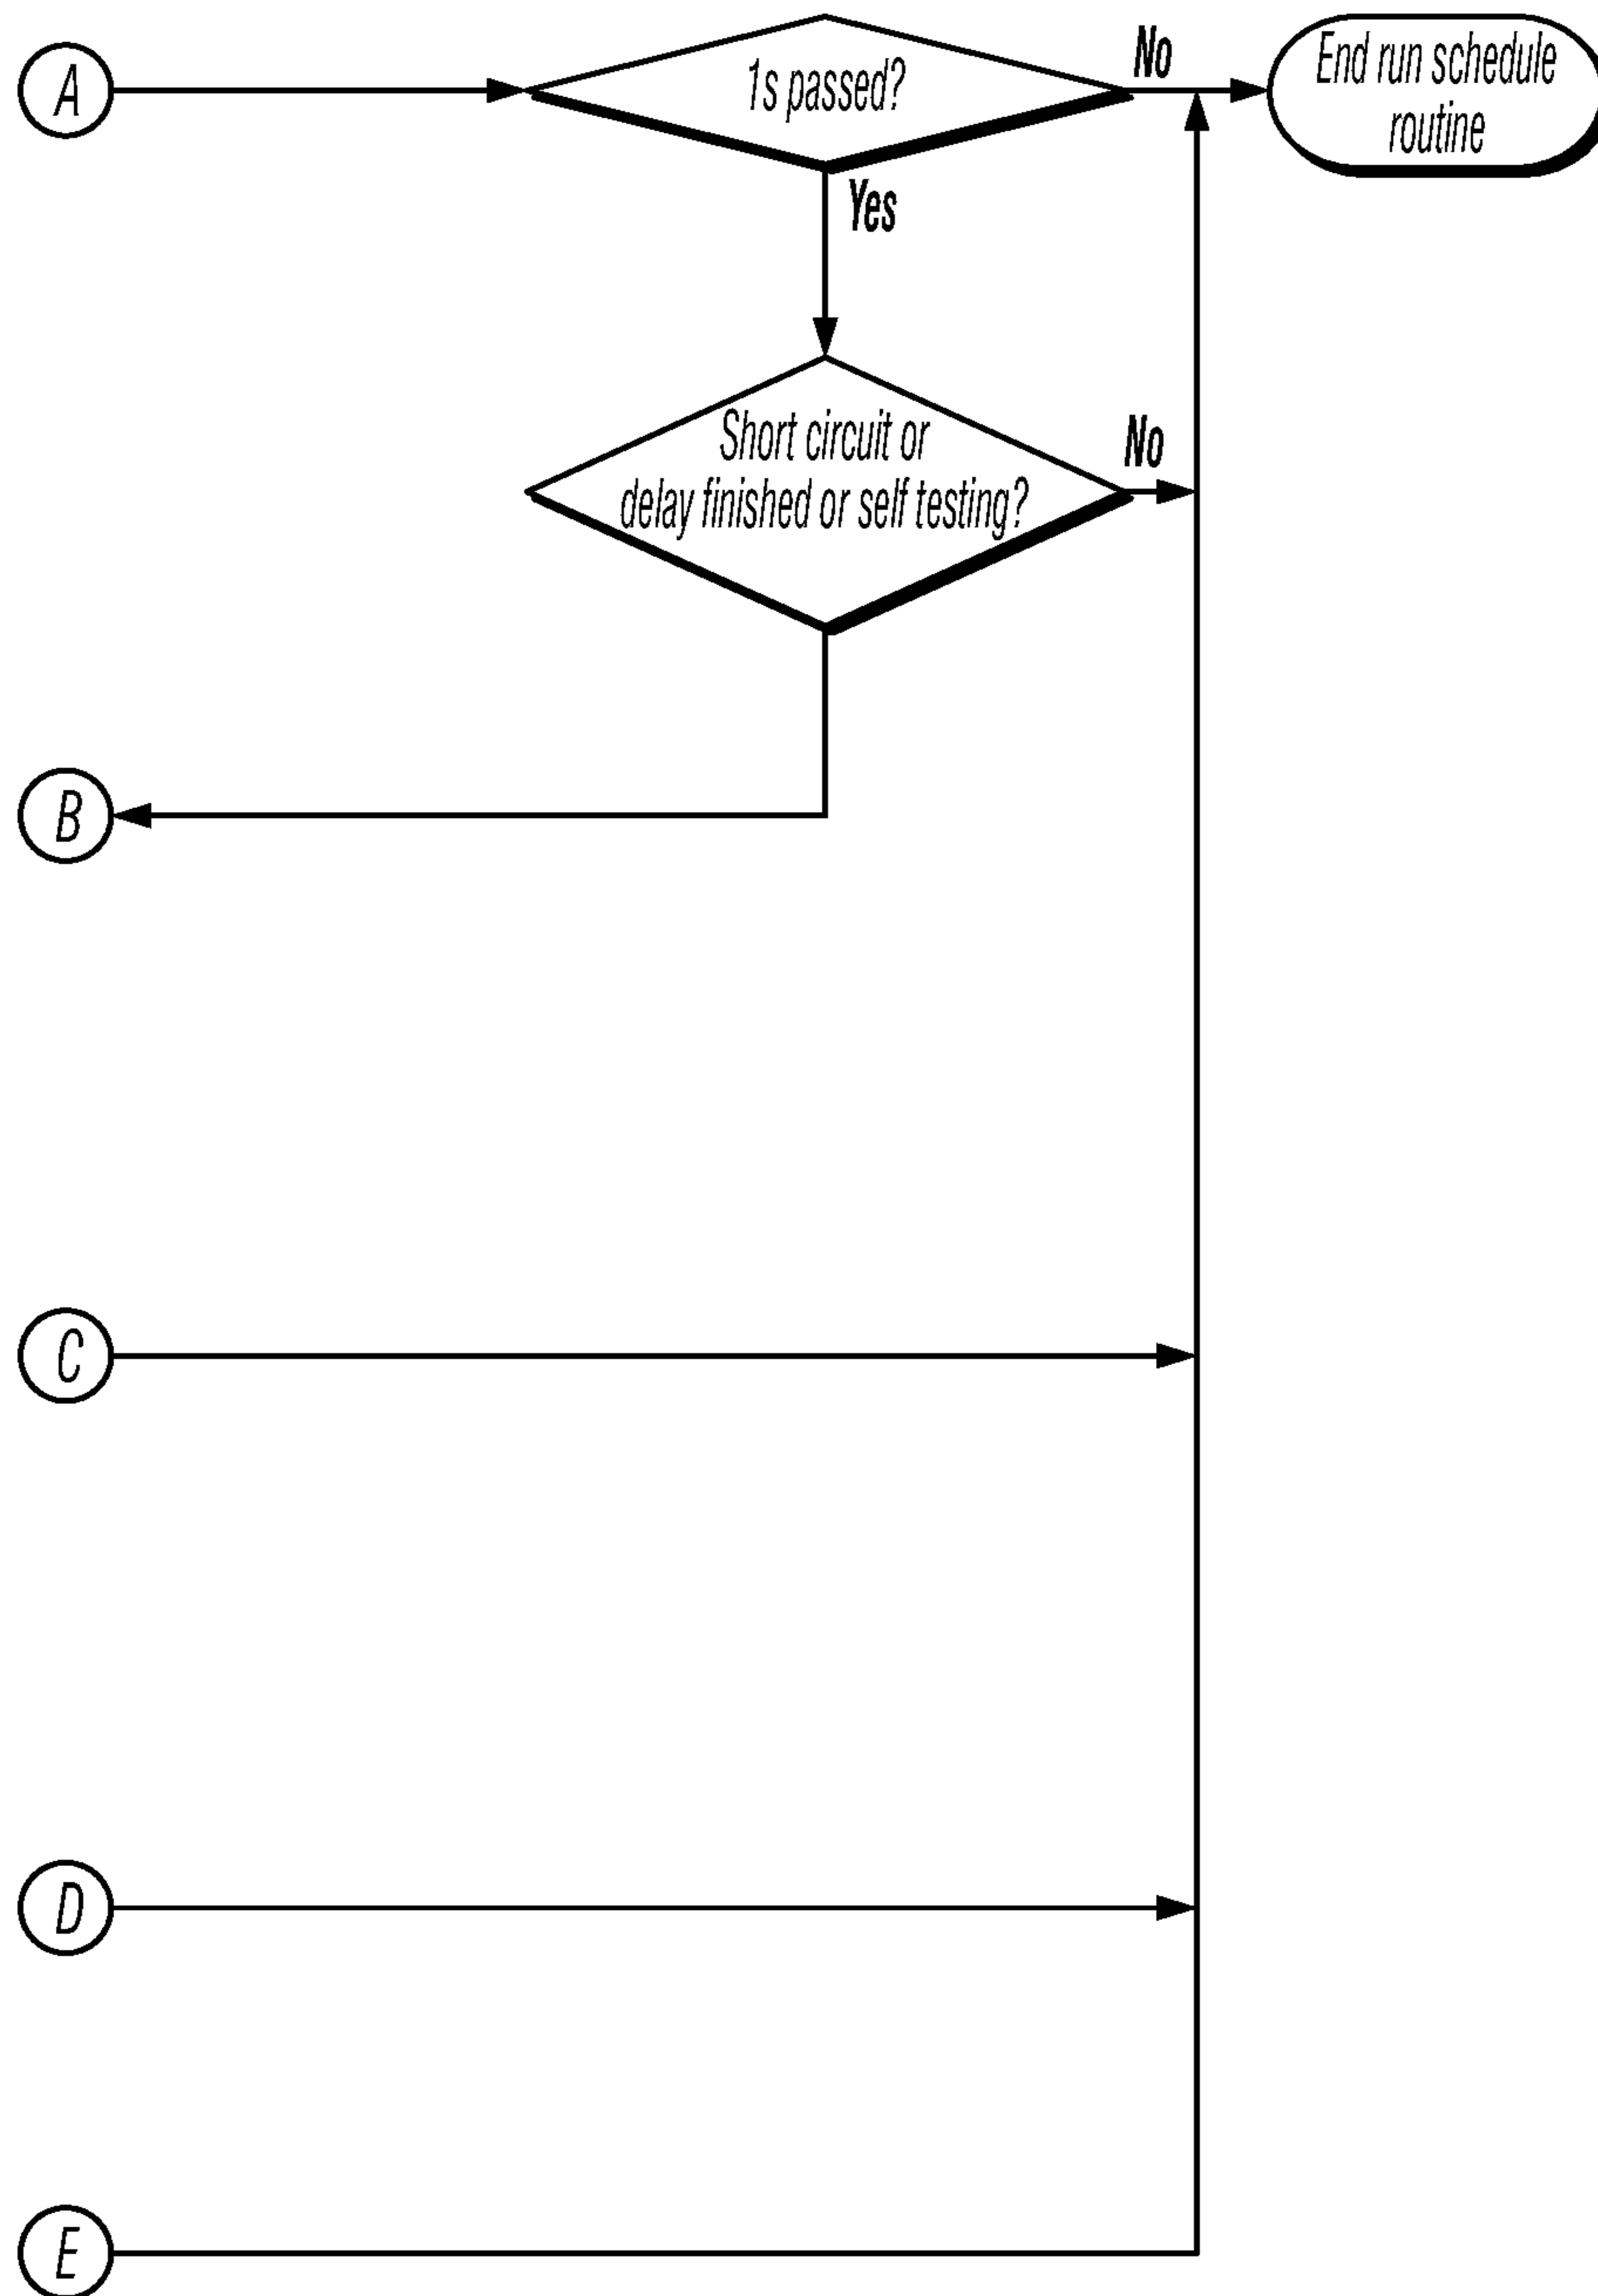 A
1s passed?
No
End run schedule
routine
Yes
Short circuit or
delay finished or self testing?
No
B
C
D
E